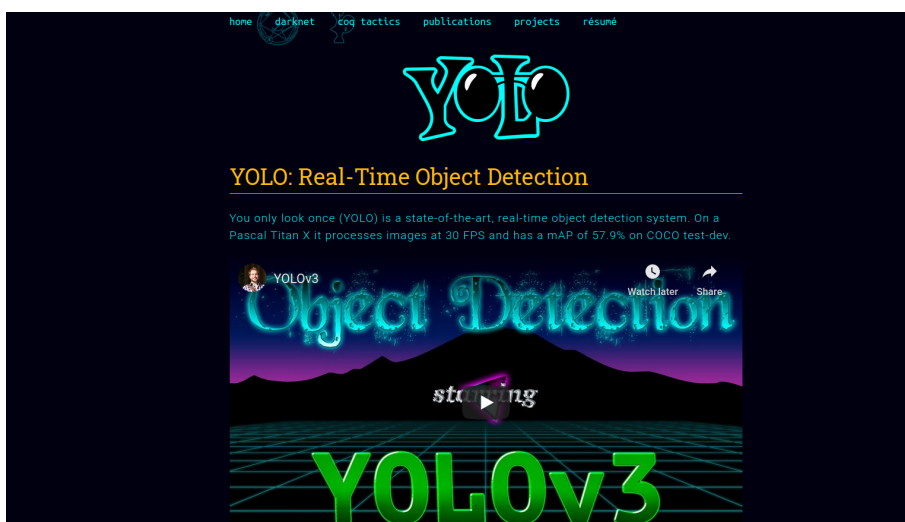 home darknet coq tactics publications projects résumé
YOLO
YOLO: Real-Time Object Detection
You only look once (YOLO) is a state-of-the-art, real-time object detection system. On a
Pascal Titan X it processes images at 30 FPS and has a mAP of 57.9% on COCO test-dev.
YOLOv3
Watch later Share
Object Detection
starring
YOLOv3